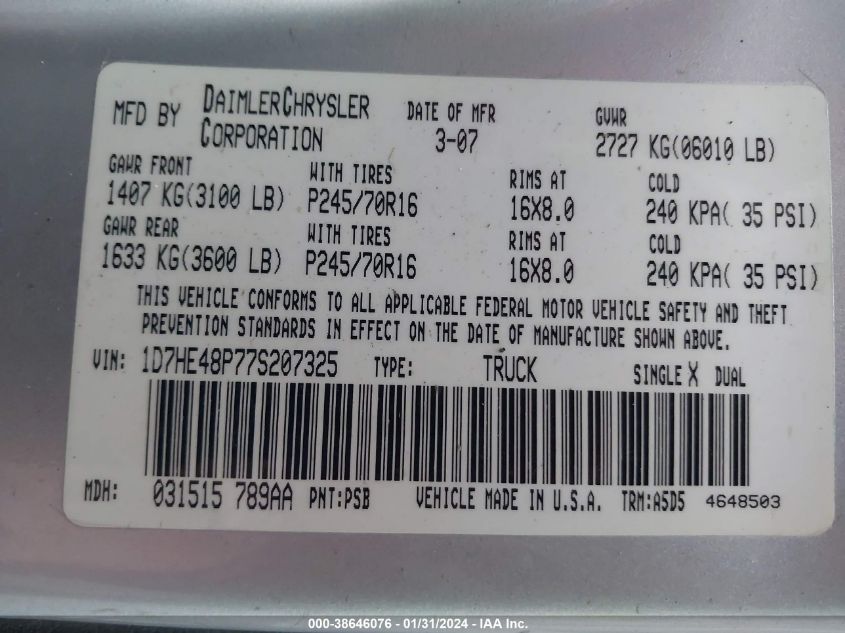 MFD BY DAIMLERCHRYSLER CORPORATION DATE OF MFR 3-07 GVWR 2727 KG(06010 LB)
GAWR FRONT WITH TIRES RIMS AT COLD
1407 KG(3100 LB) P245/70R16 16X8.0 240 KPA( 35 PSI)
GAWR REAR WITH TIRES RIMS AT COLD
1633 KG(3600 LB) P245/70R16 16X8.0 240 KPA( 35 PSI)
THIS VEHICLE CONFORMS TO ALL APPLICABLE FEDERAL MOTOR VEHICLE SAFETY AND THEFT
PREVENTION STANDARDS IN EFFECT ON THE DATE OF MANUFACTURE SHOWN ABOVE.
VIN: 1D7HE48P77S207325 TYPE: TRUCK SINGLE X DUAL
MDH: 031515 789AA PNT:PSB VEHICLE MADE IN U.S.A. TRM:A5D5 4648503
000-38646076 - 01/31/2024 - IAA Inc.